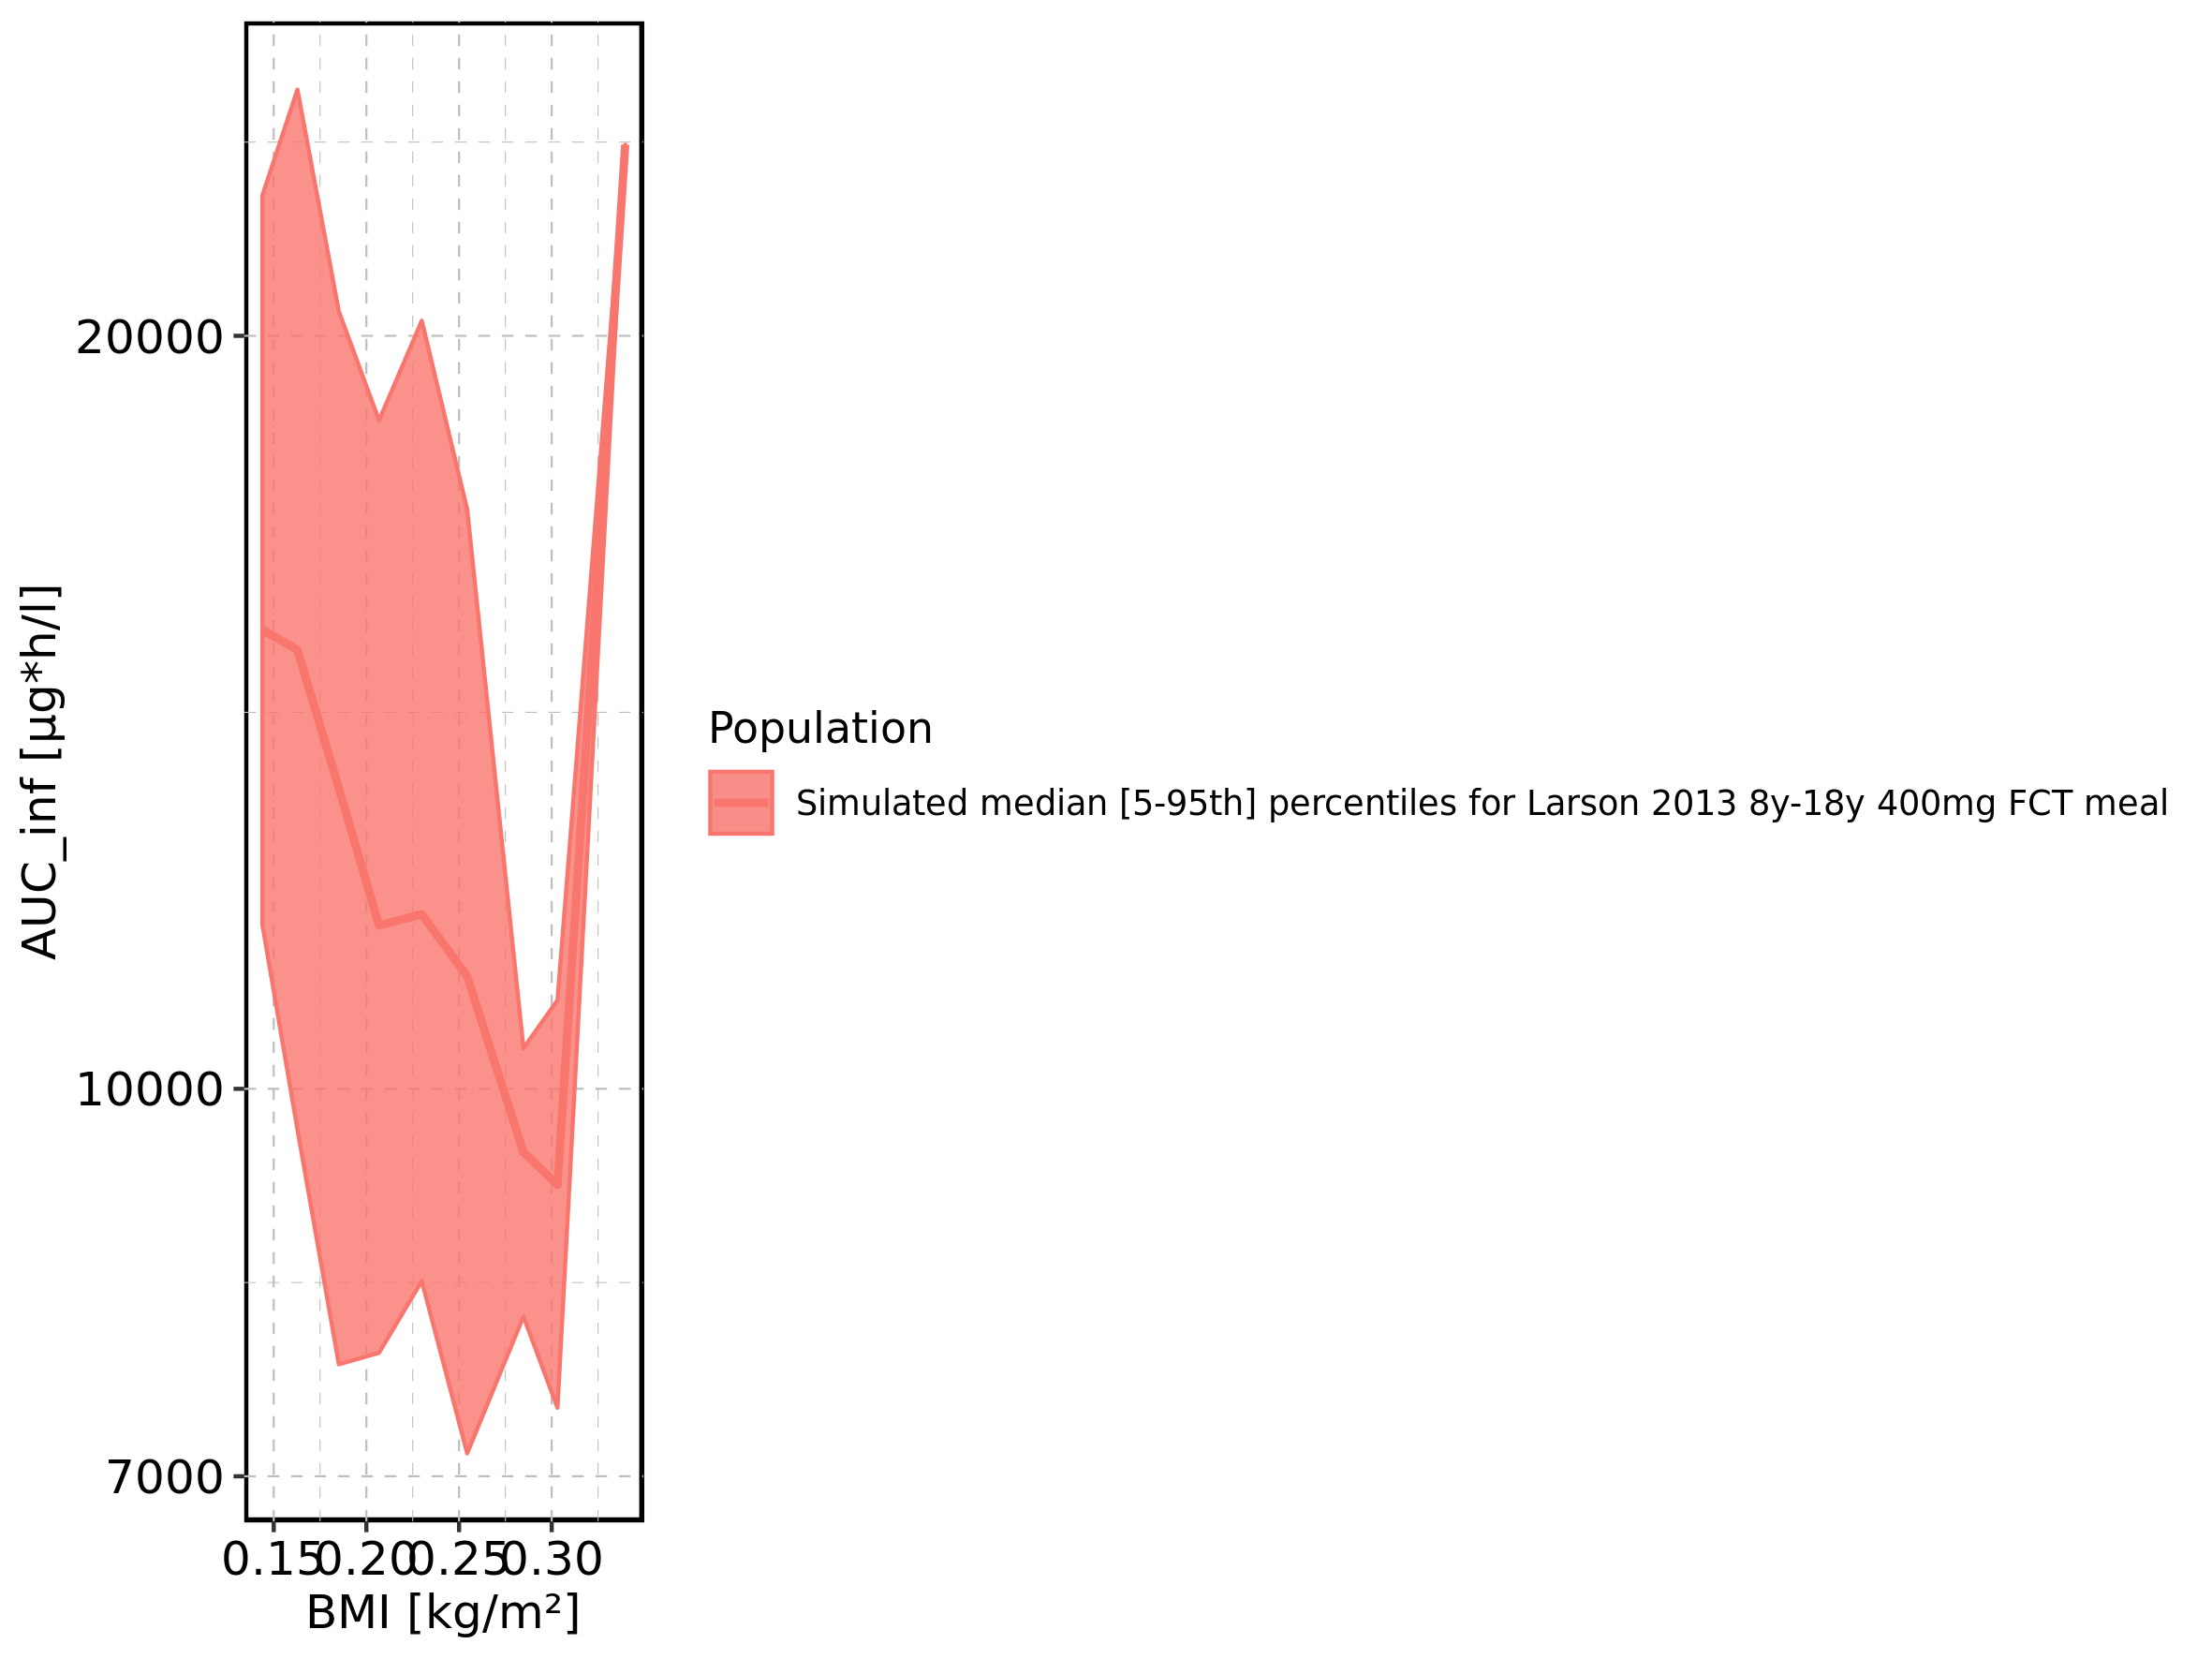 20000
10000
7000
AUC_inf [µg*h/l]
0.15 0.20 0.25 0.30
BMI [kg/m²]
Population
Simulated median [5-95th] percentiles for Larson 2013 8y-18y 400mg FCT meal